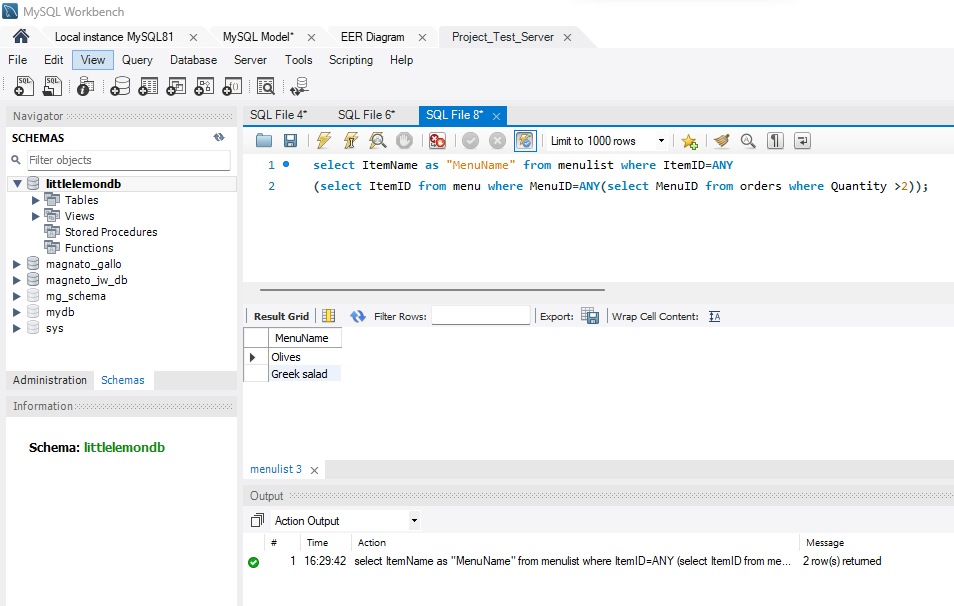 MySQL Workbench
Local instance MySQL81 MySQL Model* EER Diagram Project_Test_Server
File Edit View Query Database Server Tools Scripting Help
Navigator
SCHEMAS
Filter objects
littlelemondb
Tables
Views
Stored Procedures
Functions
magnato_gallo
magneto_jw_db
mg_schema
mydb
sys
Administration Schemas
Information
Schema: littlelemondb
SQL File 4* SQL File 6* SQL File 8*
Limit to 1000 rows
1 select ItemName as "MenuName" from menulist where ItemID=ANY
2 (select ItemID from menu where MenuID=ANY(select MenuID from orders where Quantity >2));
Result Grid Filter Rows: Export: Wrap Cell Content:
MenuName
Olives
Greek salad
menulist 3
Output
Action Output
# Time Action Message
1 16:29:42 select ItemName as "MenuName" from menulist where ItemID=ANY (select ItemID from me... 2 row(s) returned